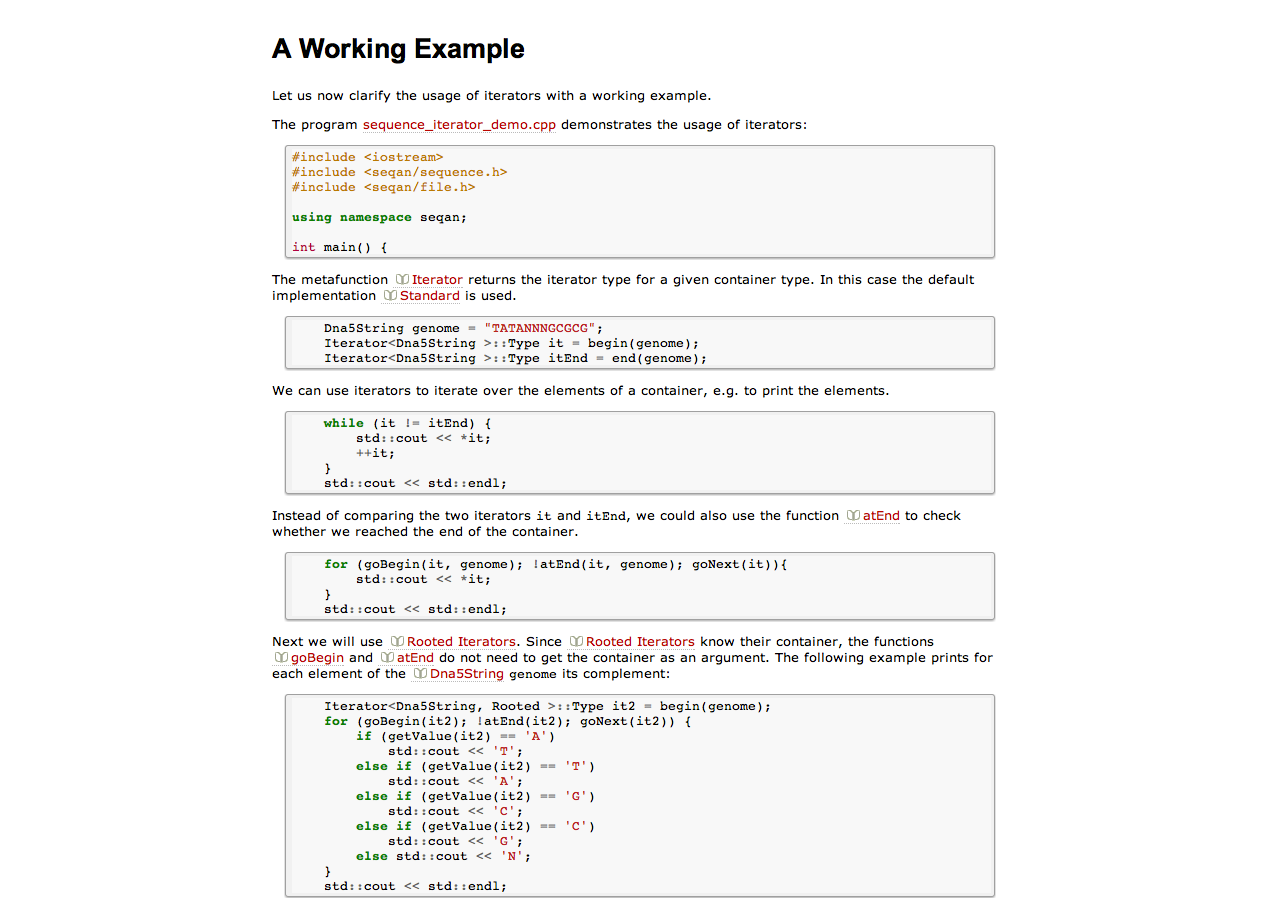 A Working Example
Let us now clarify the usage of iterators with a working example.
The program sequence_iterator_demo.cpp demonstrates the usage of iterators:
#include <iostream>
#include <seqan/sequence.h>
#include <seqan/file.h>
using namespace seqan;
int main() {
The metafunction Iterator returns the iterator type for a given container type. In this case the default
implementation Standard is used.
Dna5String genome = "TATANNNGCGCG";
Iterator<Dna5String >::Type it = begin(genome);
Iterator<Dna5String >::Type itEnd = end(genome);
We can use iterators to iterate over the elements of a container, e.g. to print the elements.
while (it != itEnd) {
std::cout << *it;
++it;
}
std::cout << std::endl;
Instead of comparing the two iterators it and itEnd, we could also use the function atEnd to check
whether we reached the end of the container.
for (goBegin(it, genome); !atEnd(it, genome); goNext(it)){
std::cout << *it;
}
std::cout << std::endl;
Next we will use Rooted Iterators. Since Rooted Iterators know their container, the functions
goBegin and atEnd do not need to get the container as an argument. The following example prints for
each element of the Dna5String genome its complement:
Iterator<Dna5String, Rooted >::Type it2 = begin(genome);
for (goBegin(it2); !atEnd(it2); goNext(it2)) {
if (getValue(it2) == 'A')
std::cout << 'T';
else if (getValue(it2) == 'T')
std::cout << 'A';
else if (getValue(it2) == 'G')
std::cout << 'C';
else if (getValue(it2) == 'C')
std::cout << 'G';
else std::cout << 'N';
}
std::cout << std::endl;